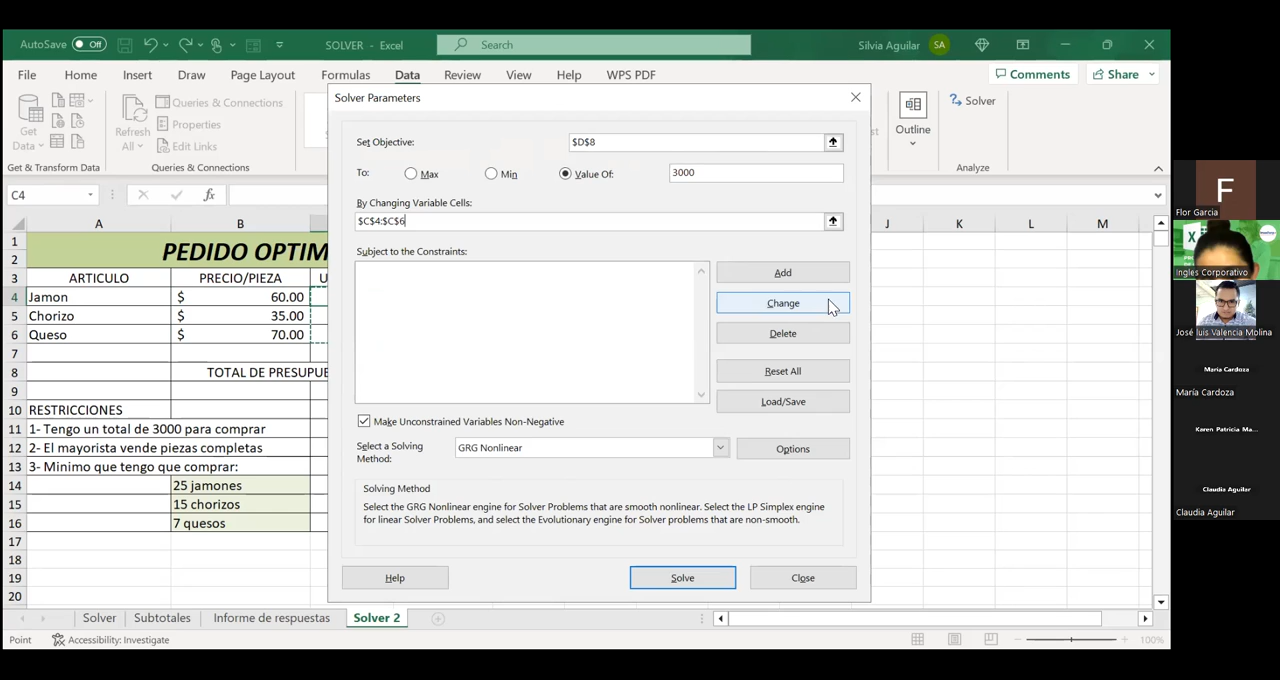 AutoSave Off SOLVER - Excel Search Silvia Aguilar SA
File Home Insert Draw Page Layout Formulas Data Review View Help WPS PDF Comments Share
Get Data
Refresh All
Queries & Connections
Properties
Edit Links
Outline
Solver
Get & Transform Data Queries & Connections Analyze
C4 fx
A B J K L M
1
2 PEDIDO OPTIM
3 ARTICULO PRECIO/PIEZA U
4 Jamon $ 60.00
5 Chorizo $ 35.00
6 Queso $ 70.00
7
8 TOTAL DE PRESUPUE
9
10 RESTRICCIONES
11 1- Tengo un total de 3000 para comprar
12 2- El mayorista vende piezas completas
13 3- Minimo que tengo que comprar:
14 25 jamones
15 15 chorizos
16 7 quesos
17
18
19
20
Solver Parameters
Set Objective: $D$8
To: Max Min Value Of: 3000
By Changing Variable Cells:
$C$4:$C$6
Subject to the Constraints:
Add
Change
Delete
Reset All
Load/Save
Make Unconstrained Variables Non-Negative
Select a Solving Method: GRG Nonlinear Options
Solving Method
Select the GRG Nonlinear engine for Solver Problems that are smooth nonlinear. Select the LP Simplex engine
for linear Solver Problems, and select the Evolutionary engine for Solver problems that are non-smooth.
Help Solve Close
Solver Subtotales Informe de respuestas Solver 2
Point Accessibility: Investigate 100%
F
Flor Garcia
Ingles Corporativo
José luis Valencia Molina
María Cardoza
María Cardoza
Karen Patricia Ma...
Claudia Aguilar
Claudia Aguilar